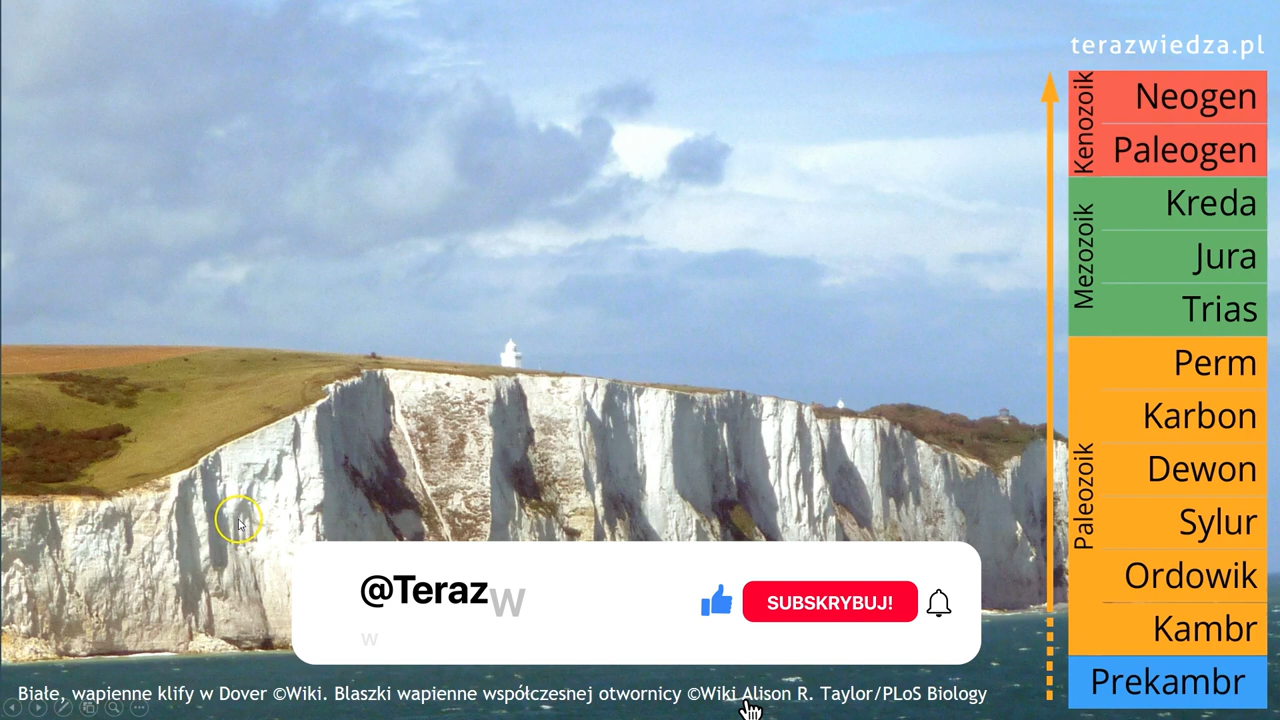 terazwiedza.pl
Kenozoik
Neogen
Paleogen
Mezozoik
Kreda
Jura
Trias
Paleozoik
Perm
Karbon
Dewon
Sylur
Ordowik
Kambr
Prekambr
@Terazw
w
SUBSKRYBUJ!
Białe, wapienne klify w Dover ©Wiki. Blaszki wapienne współczesnej otwornicy ©Wiki Alison R. Taylor/PLoS Biology